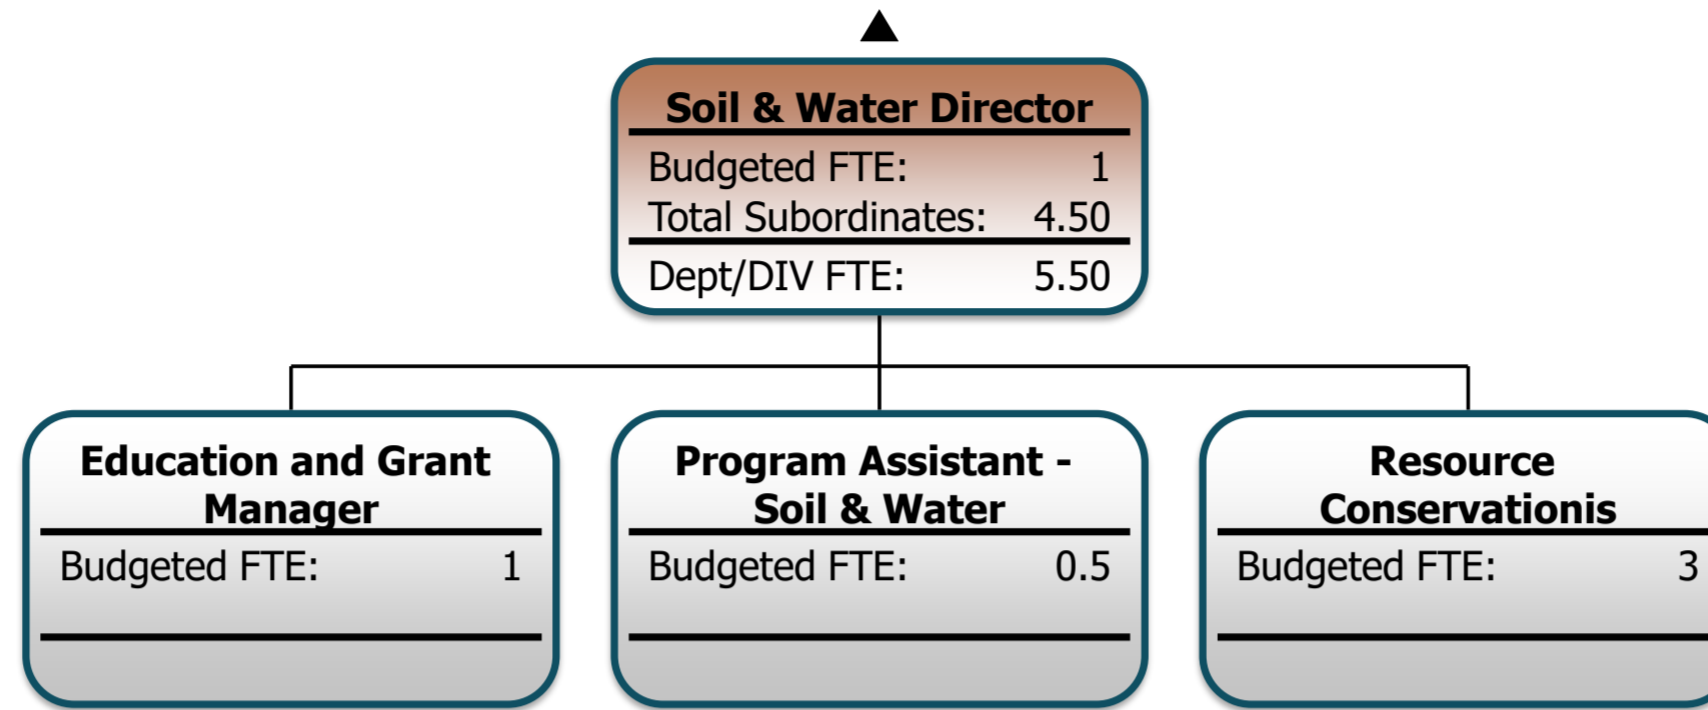 Soil & Water Director
Budgeted FTE: 1
Total Subordinates: 4.50
Dept/DIV FTE: 5.50
Education and Grant
Manager
Budgeted FTE: 1
Program Assistant -
Soil & Water
Budgeted FTE: 0.5
Resource
Conservationis
Budgeted FTE: 3